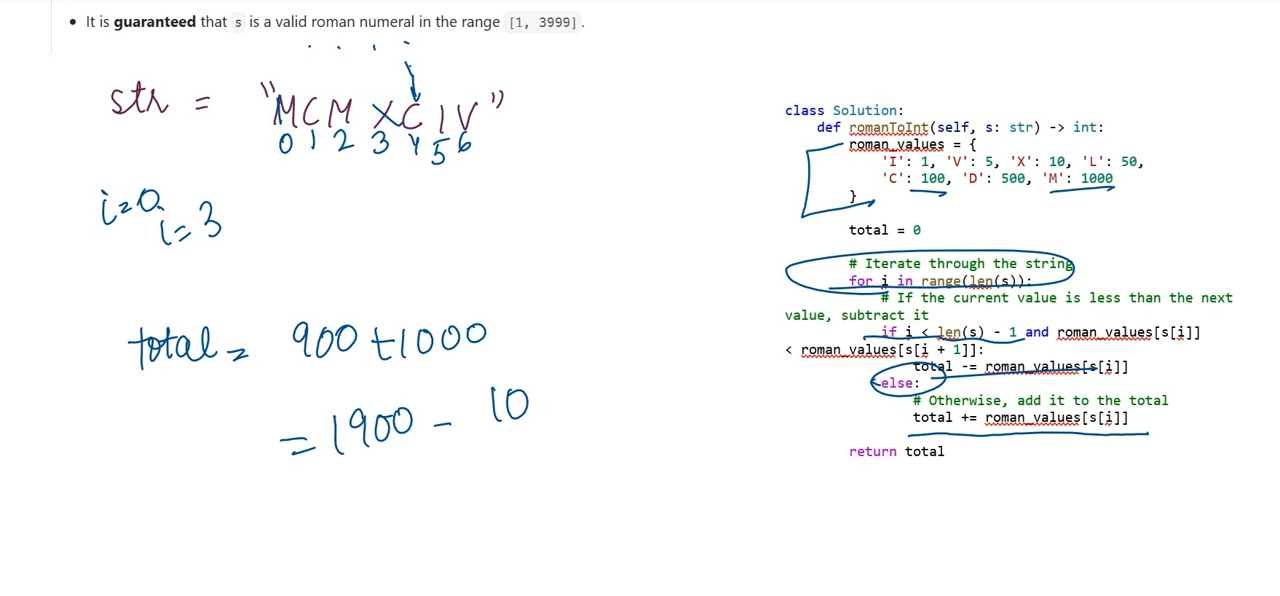 • It is guaranteed that s is a valid roman numeral in the range [1, 3999].
str = "MCMXCIV"
0 1 2 3 4 5 6
i=0
i=3
total = 900+1000
=1900 - 10
class Solution:
def romanToInt(self, s: str) -> int:
roman_values = {
'I': 1, 'V': 5, 'X': 10, 'L': 50,
'C': 100, 'D': 500, 'M': 1000
}
total = 0
# Iterate through the string
for i in range(len(s)):
# If the current value is less than the next
value, subtract it
if i < len(s) - 1 and roman_values[s[i]]
< roman_values[s[i + 1]]:
total -= roman_values[s[i]]
else:
# Otherwise, add it to the total
total += roman_values[s[i]]
return total